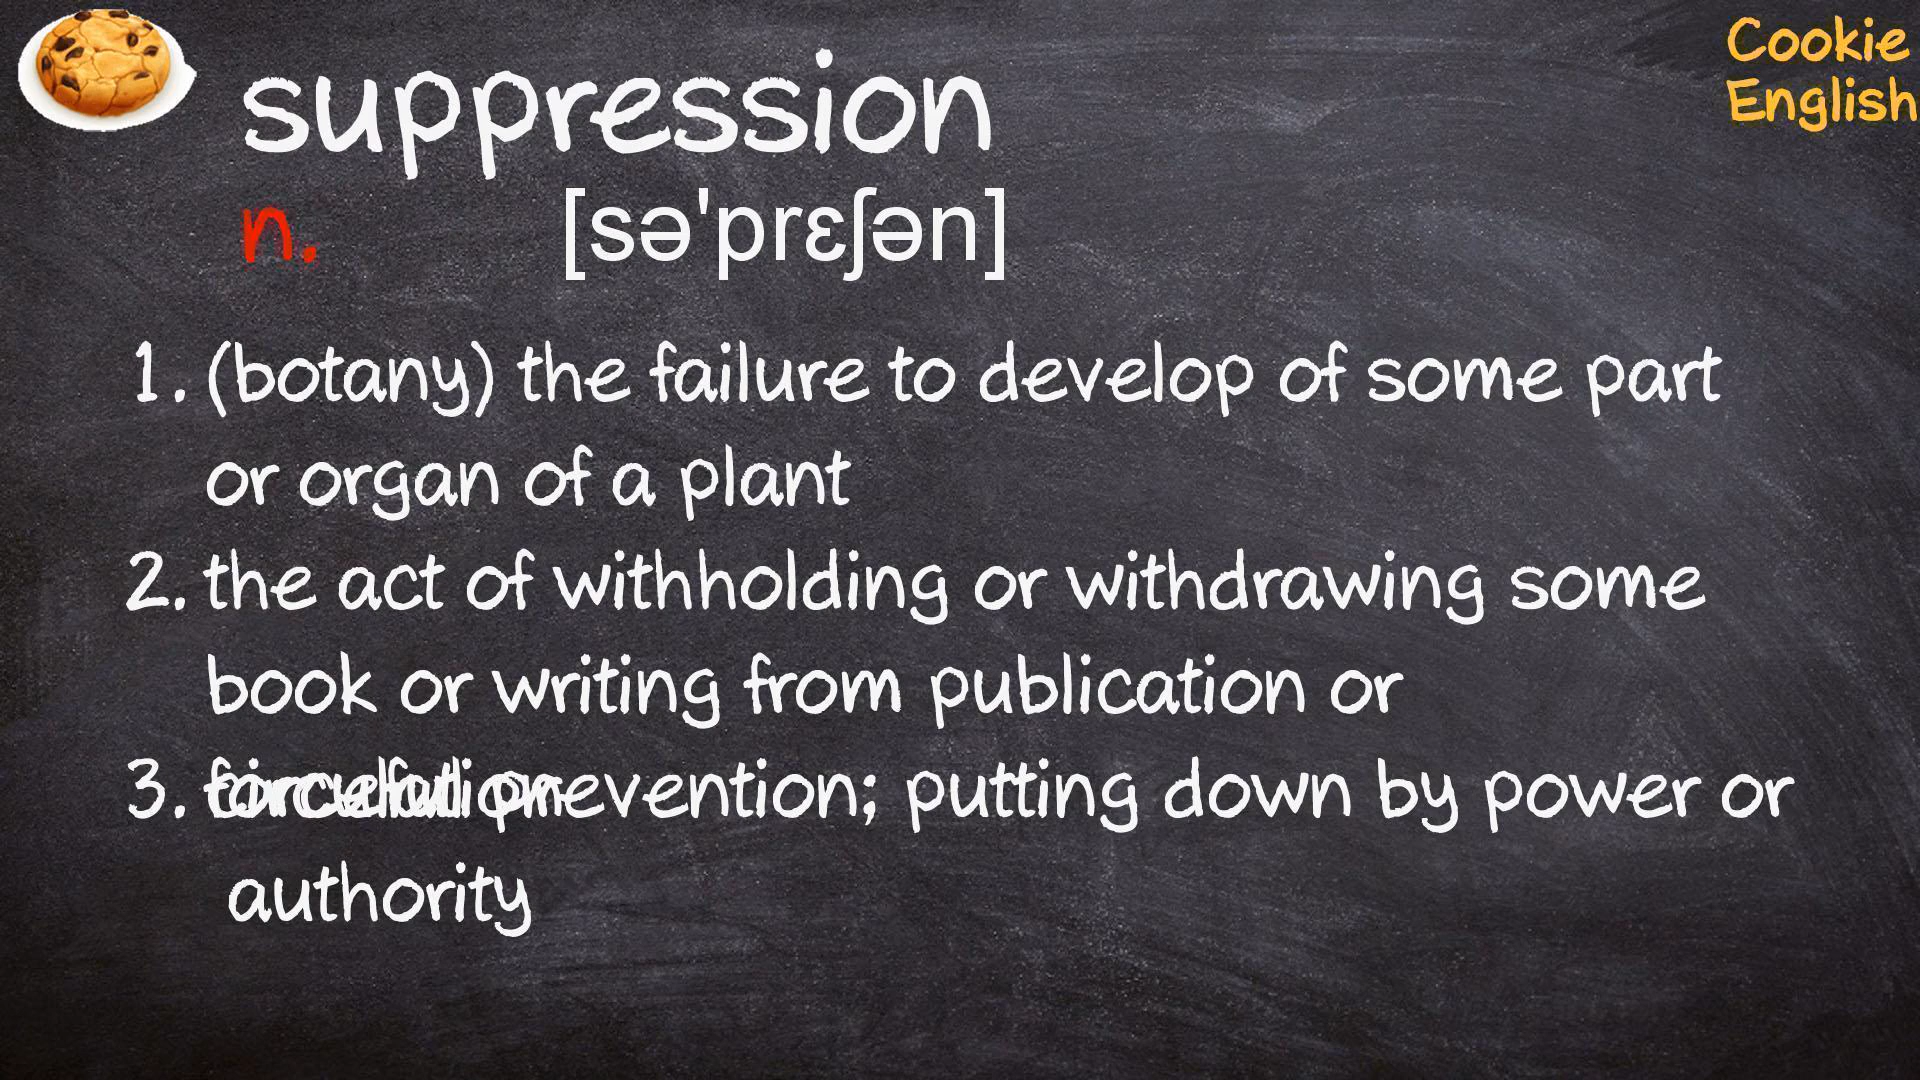 Cookie
English
suppression
n. [sə'prɛʃən]
1. (botany) the failure to develop of some part
or organ of a plant
2. the act of withholding or withdrawing some
book or writing from publication or
circulation
3. forceful prevention; putting down by power or
authority